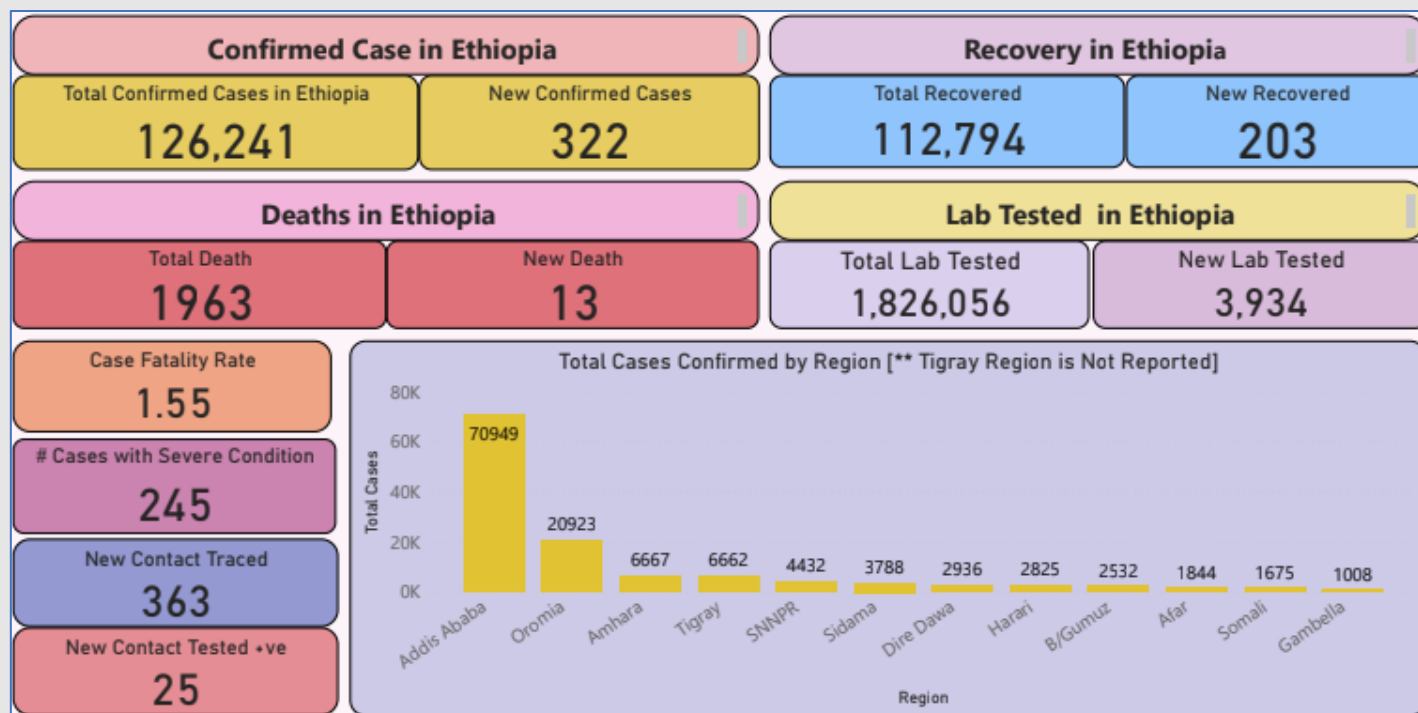 Confirmed Case in Ethiopia
Total Confirmed Cases in Ethiopia
126,241
New Confirmed Cases
322
Recovery in Ethiopia
Total Recovered
112,794
New Recovered
203
Deaths in Ethiopia
Total Death
1963
New Death
13
Lab Tested in Ethiopia
Total Lab Tested
1,826,056
New Lab Tested
3,934
Case Fatality Rate
1.55
# Cases with Severe Condition
245
New Contact Traced
363
New Contact Tested +ve
25
Total Cases Confirmed by Region [** Tigray Region is Not Reported]
Total Cases
80K
60K
40K
20K
0K
70949
20923
6667
6662
4432
3788
2936
2825
2532
1844
1675
1008
Addis Ababa
Oromia
Amhara
Tigray
SNNPR
Sidama
Dire Dawa
Harari
B/Gumuz
Afar
Somali
Gambella
Region